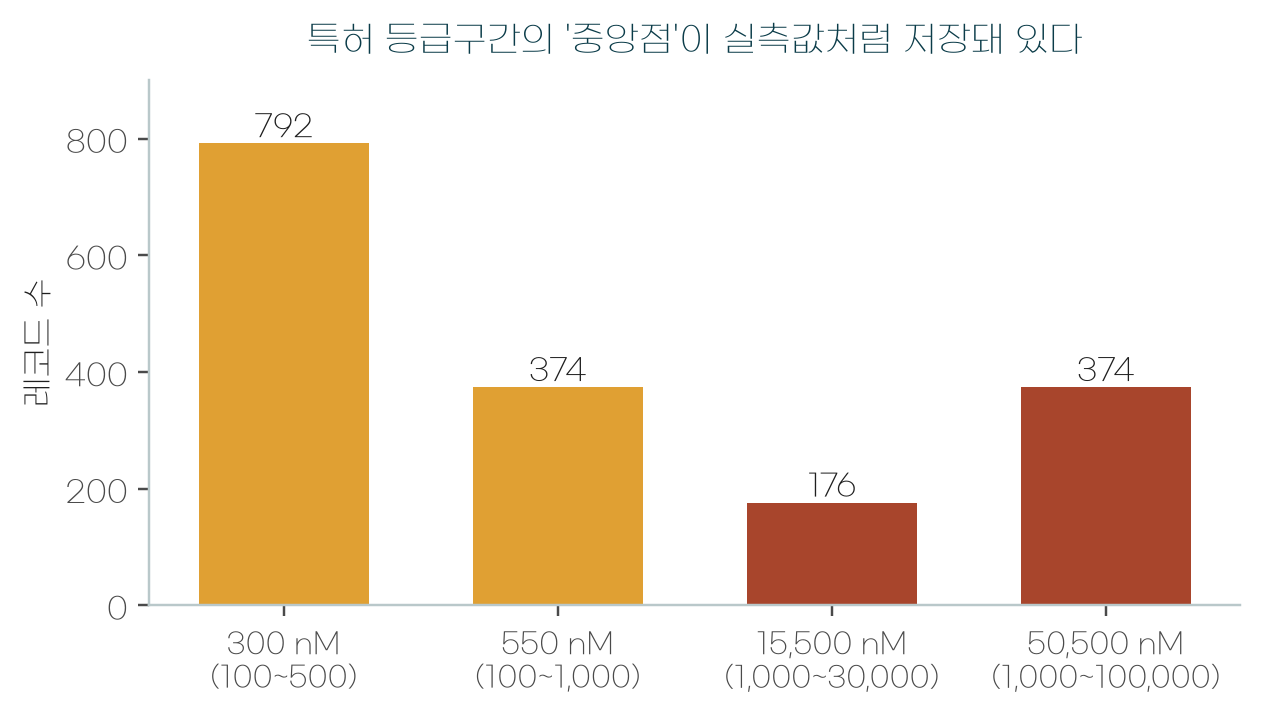 특허 등급구간의 '중앙점'이 실측값처럼 저장돼 있다
레코드 수
800
600
400
200
0
792
374
176
374
300 nM
(100~500)
550 nM
(100~1,000)
15,500 nM
(1,000~30,000)
50,500 nM
(1,000~100,000)